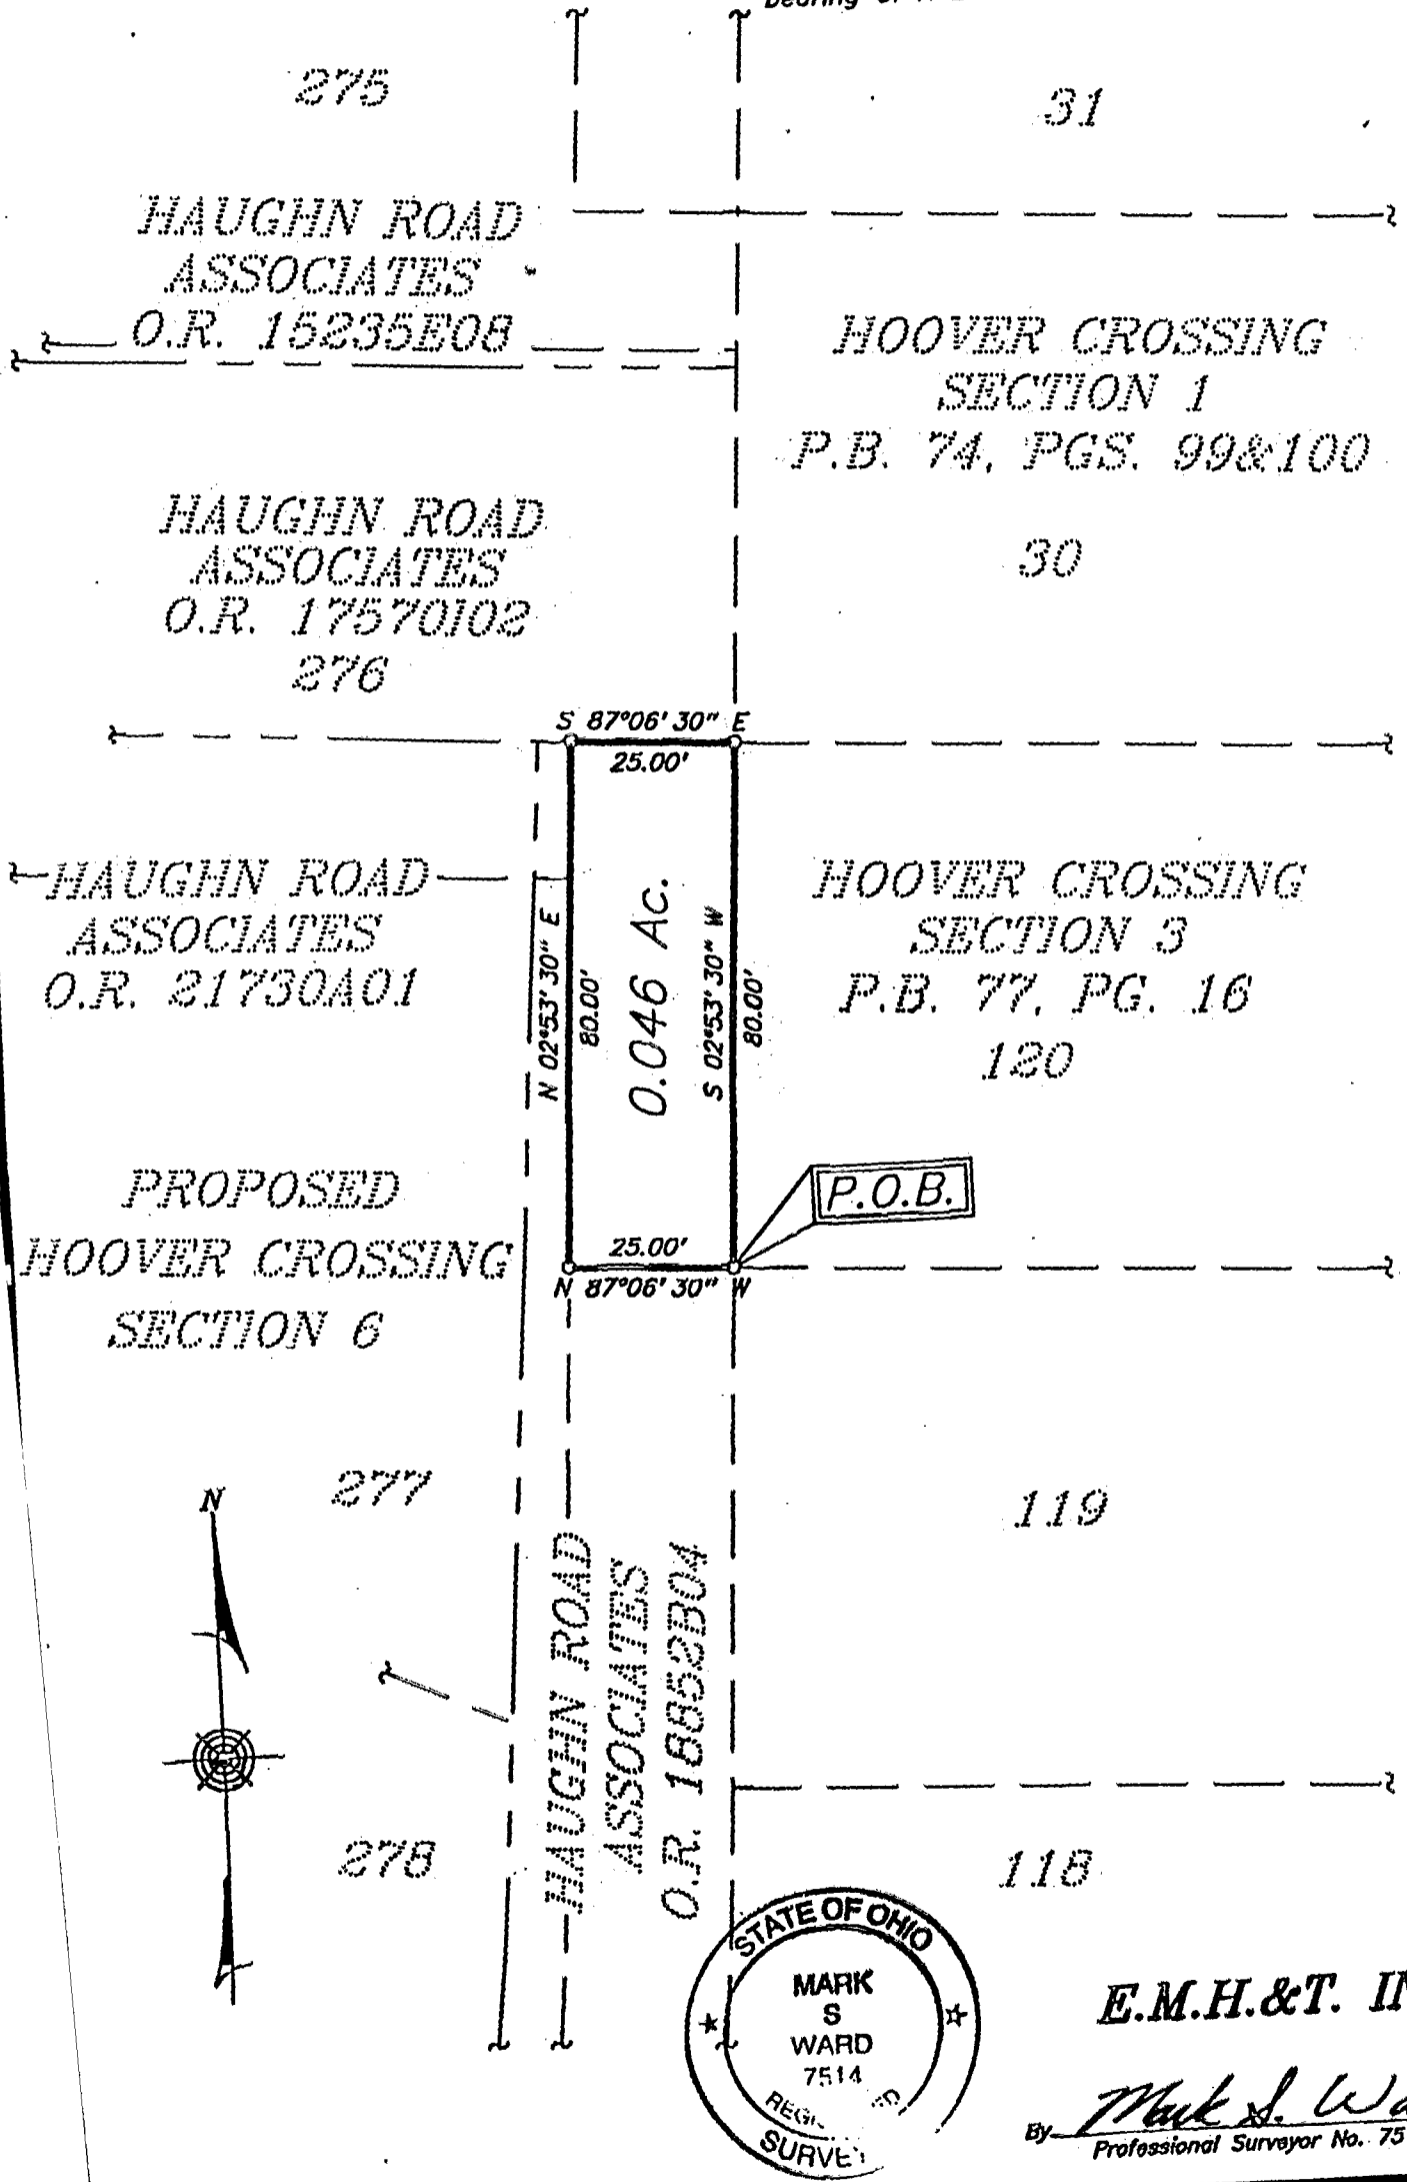 275
31
HAUGHN ROAD
ASSOCIATES
O.R. 15235E08
HOOVER CROSSING
SECTION 1
P.B. 74, PGS. 99&100
HAUGHN ROAD
ASSOCIATES
O.R. 17570I02
276
30
S 87°06'30" E
25.00'
HAUGHN ROAD
ASSOCIATES
O.R. 21730A01
N 02°53'30" E
80.00'
0.046 Ac.
S 02°53'30" W
80.00'
HOOVER CROSSING
SECTION 3
P.B. 77, PG. 16
120
P.O.B.
PROPOSED
HOOVER CROSSING
SECTION 6
25.00'
N 87°06'30" W
277
119
N
HAUGHN ROAD
ASSOCIATES
O.R. 18852B04
278
118
STATE OF OHIO
MARK
S
WARD
7514
E.M.H.&T.
By Mark S.
Professional Surveyor No. 75